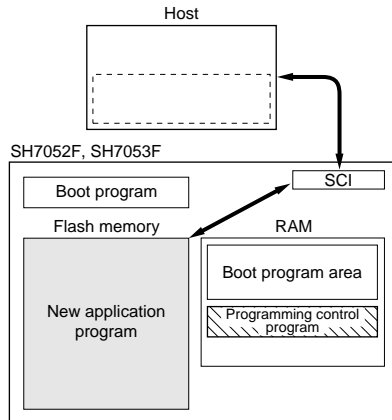 Host
SH7052F, SH7053F
SCI
Boot program
Flash memory
RAM
Boot program area
New application
program
Programming control
program